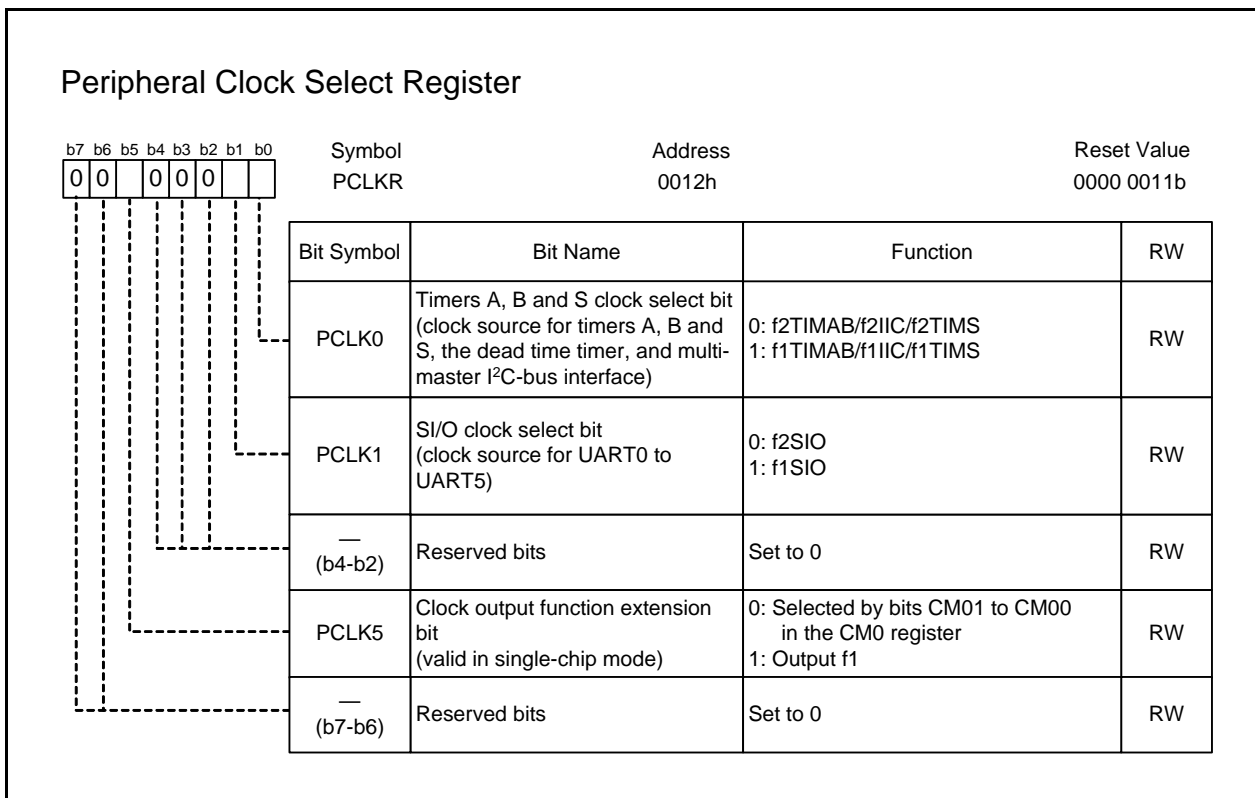 Peripheral Clock Select Register
b7 b6 b5 b4 b3 b2 b1 b0
0 0 0 0 0
Symbol Address Reset Value
PCLKR 0012h 0000 0011b
Bit Symbol Bit Name Function RW
PCLK0
Timers A, B and S clock select bit
(clock source for timers A, B and
S, the dead time timer, and multi-
master I²C-bus interface)
0: f2TIMAB/f2IIC/f2TIMS
1: f1TIMAB/f1IIC/f1TIMS
RW
PCLK1
SI/O clock select bit
(clock source for UART0 to
UART5)
0: f2SIO
1: f1SIO
RW
—
(b4-b2)
Reserved bits
Set to 0
RW
PCLK5
Clock output function extension
bit
(valid in single-chip mode)
0: Selected by bits CM01 to CM00
in the CM0 register
1: Output f1
RW
—
(b7-b6)
Reserved bits
Set to 0
RW